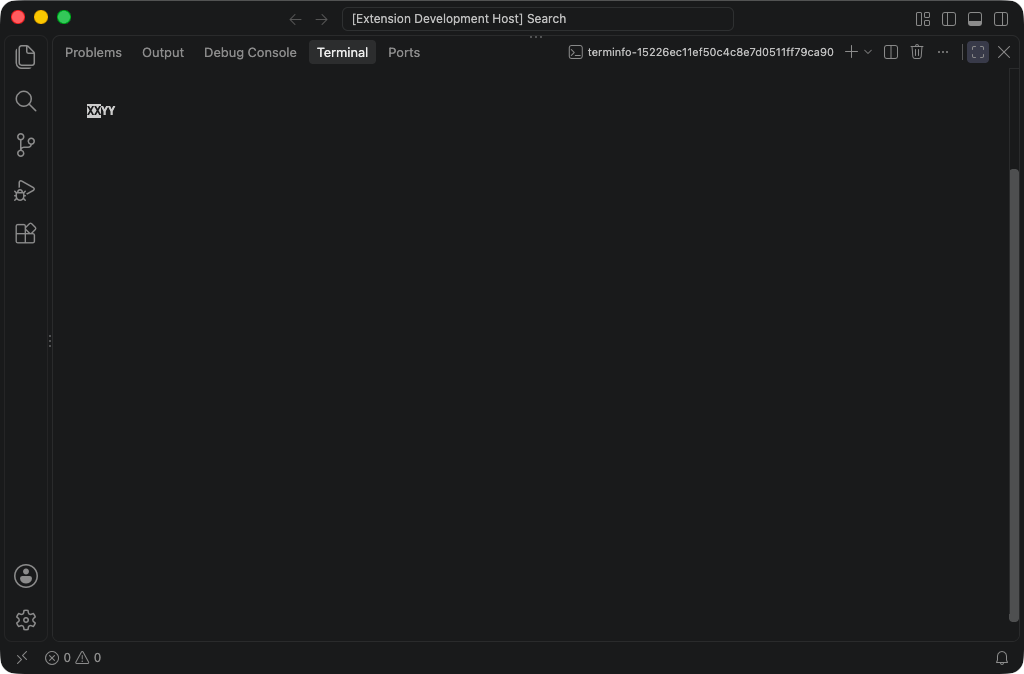 [Extension Development Host] Search
Problems Output Debug Console Terminal Ports terminfo-15226ec11ef50c4c8e7d0511ff79ca90
XXYY
0 0